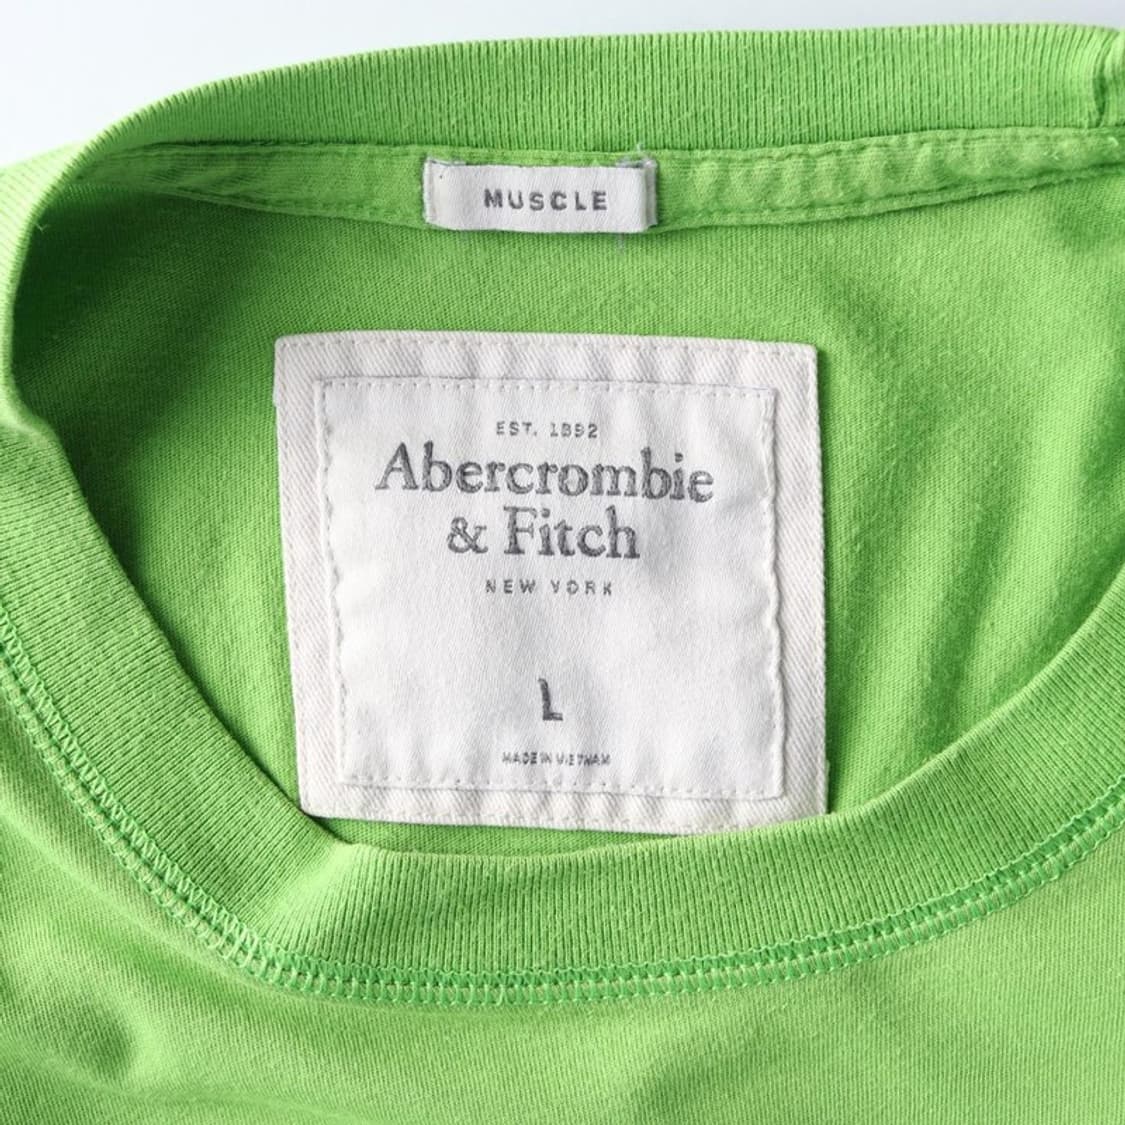 MUSCLE
EST. 1892
Abercrombie
& Fitch
NEW YORK
L
MADE IN VIETNAM